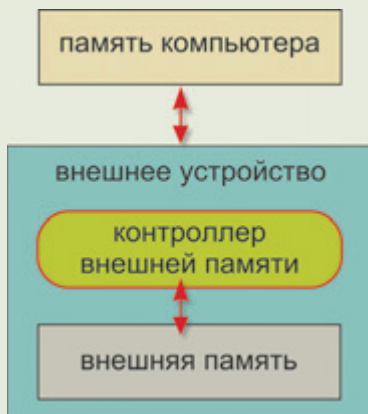 память компьютера
внешнее устройство
контроллер
внешней памяти
внешняя память